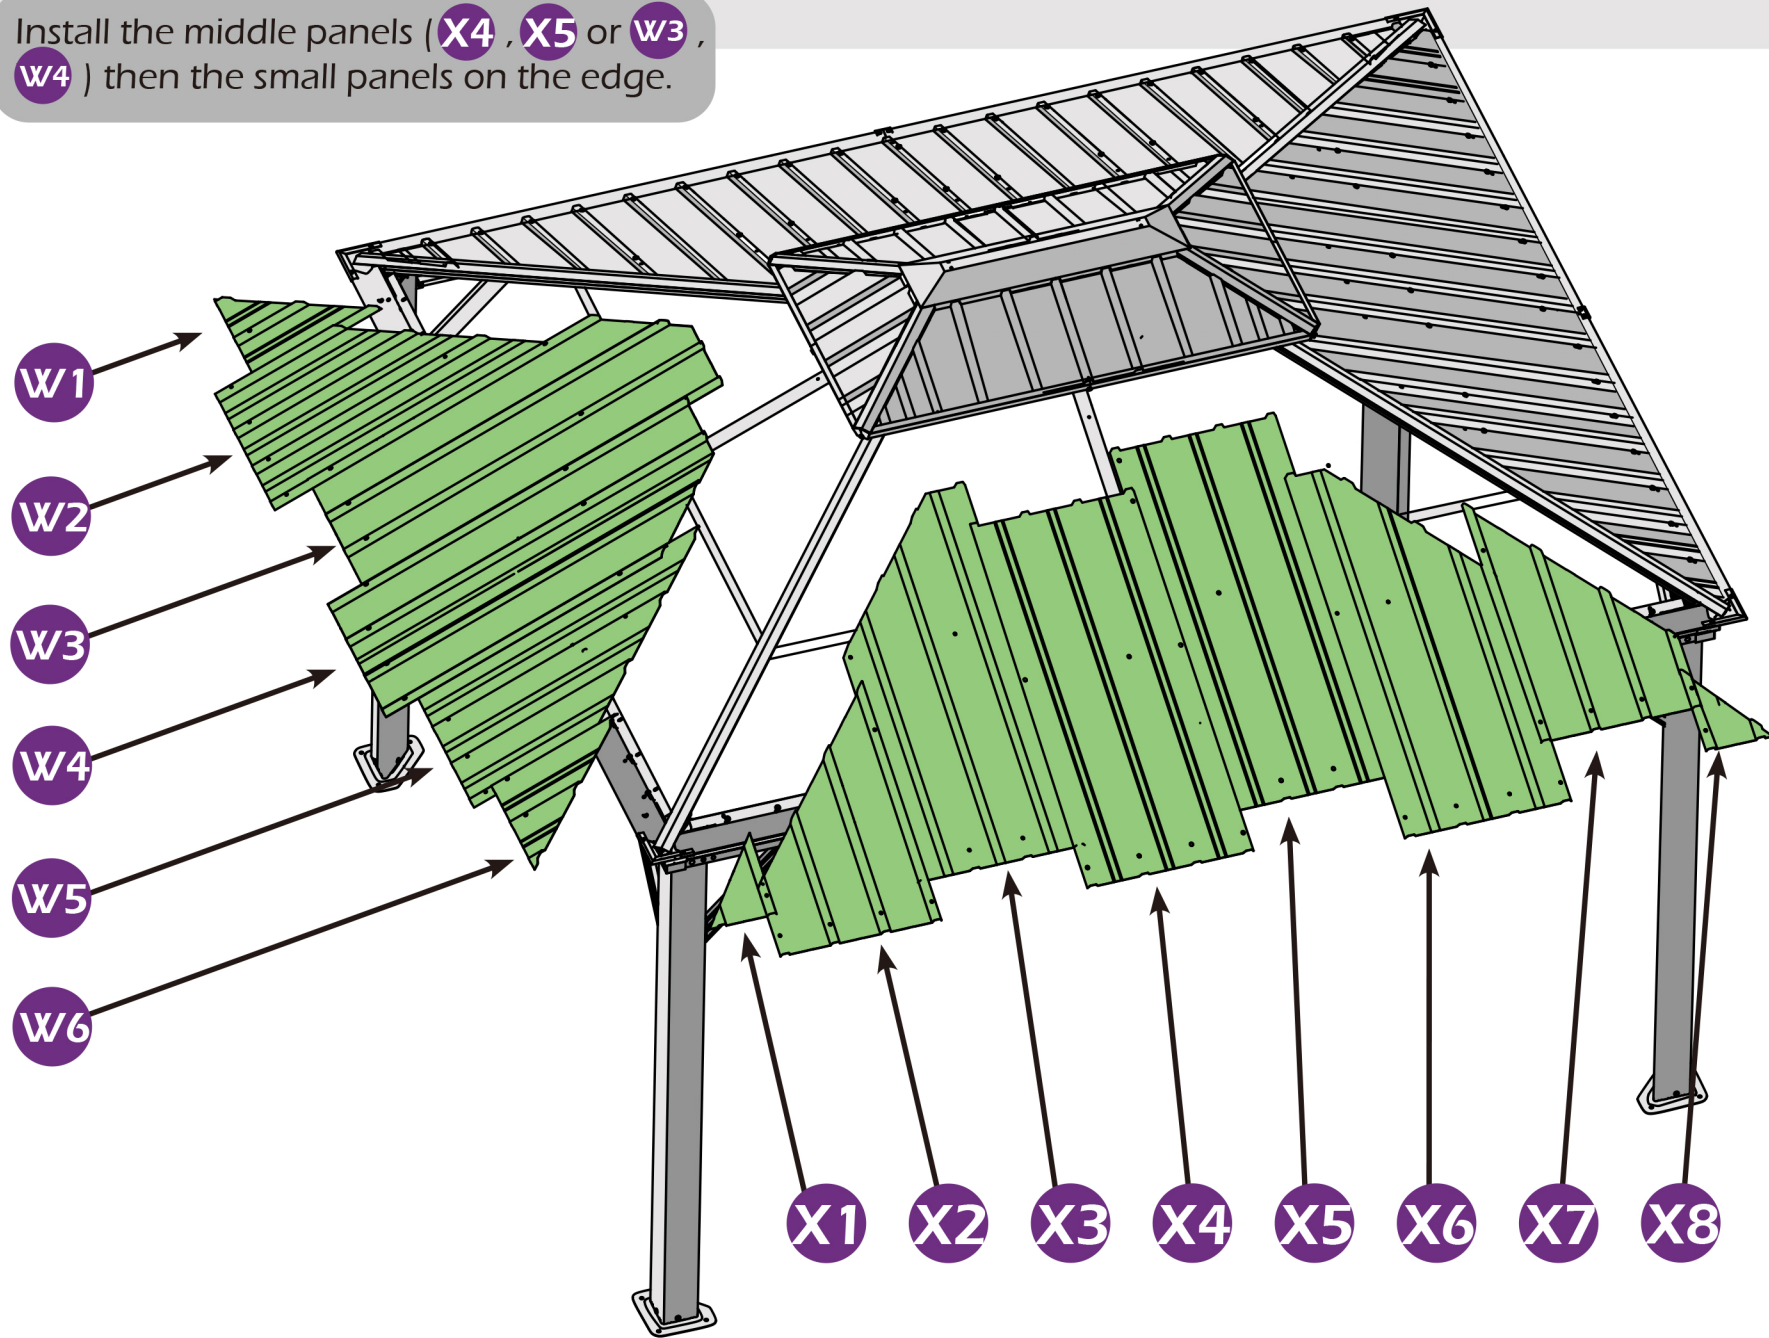 Install the middle panels ( X4 , X5 or W3 ,
W4 ) then the small panels on the edge.
W1
W2
W3
W4
W5
W6
X1 X2 X3 X4 X5 X6 X7 X8